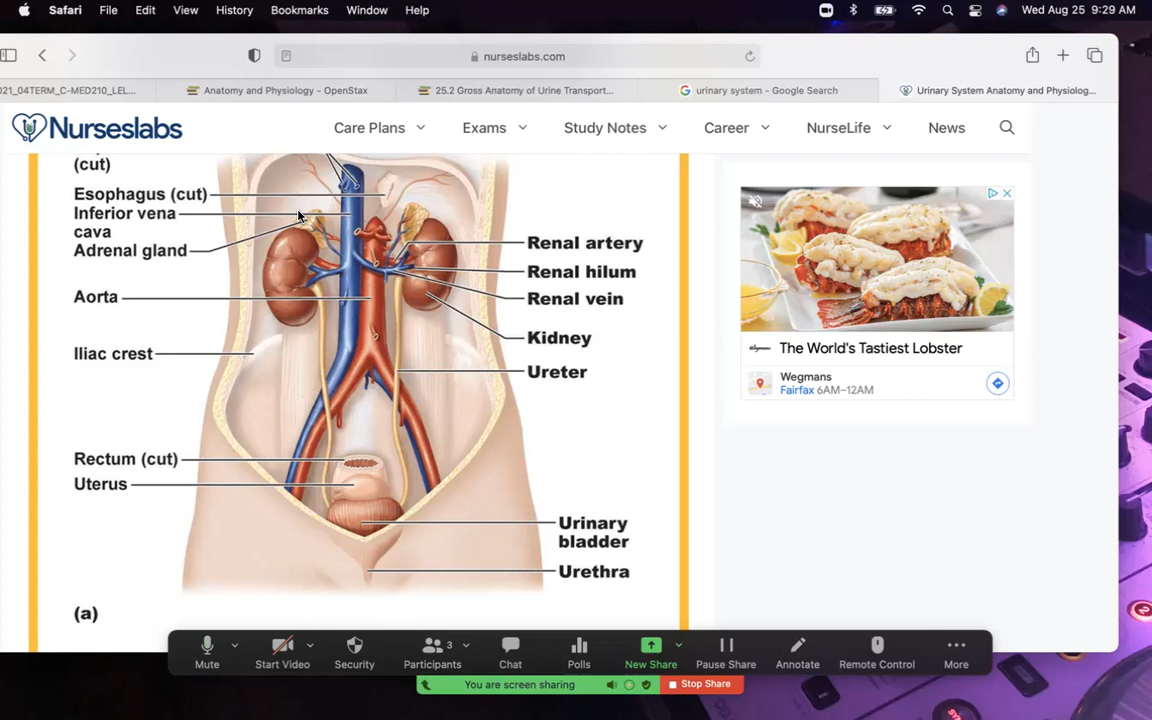 Safari File Edit View History Bookmarks Window Help Wed Aug 25 9:29 AM
nurseslabs.com
021_04TERM_C-MED210_LEL... Anatomy and Physiology - OpenStax 25.2 Gross Anatomy of Urine Transport... urinary system - Google Search Urinary System Anatomy and Physiolog...
Nurseslabs Care Plans Exams Study Notes Career NurseLife News
(cut)
Esophagus (cut)
Inferior vena
cava
Adrenal gland
Aorta
Iliac crest
Rectum (cut)
Uterus
Renal artery
Renal hilum
Renal vein
Kidney
Ureter
Urinary
bladder
Urethra
(a)
The World's Tastiest Lobster
Wegmans
Fairfax 6AM–12AM
Mute Start Video Security Participants 3 Chat Polls New Share Pause Share Annotate Remote Control More
You are screen sharing Stop Share